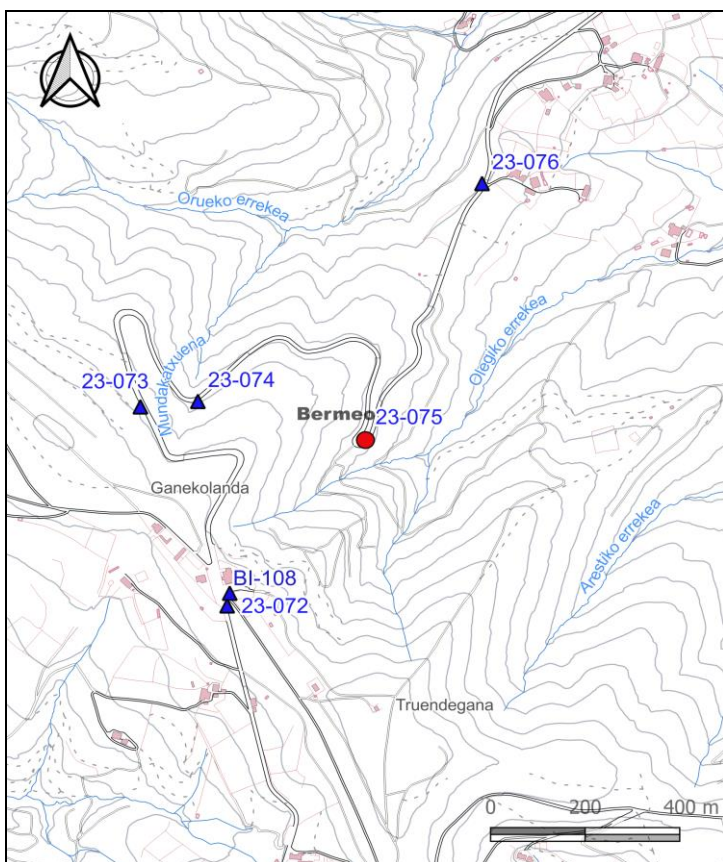 23-076
Orueko errekea
Olegiko errekea
23-073
Mundakatxuena
23-074
Bermeo
23-075
Ganekolanda
Arestiko errekea
BI-108
23-072
Truendegana
0 200 400 m